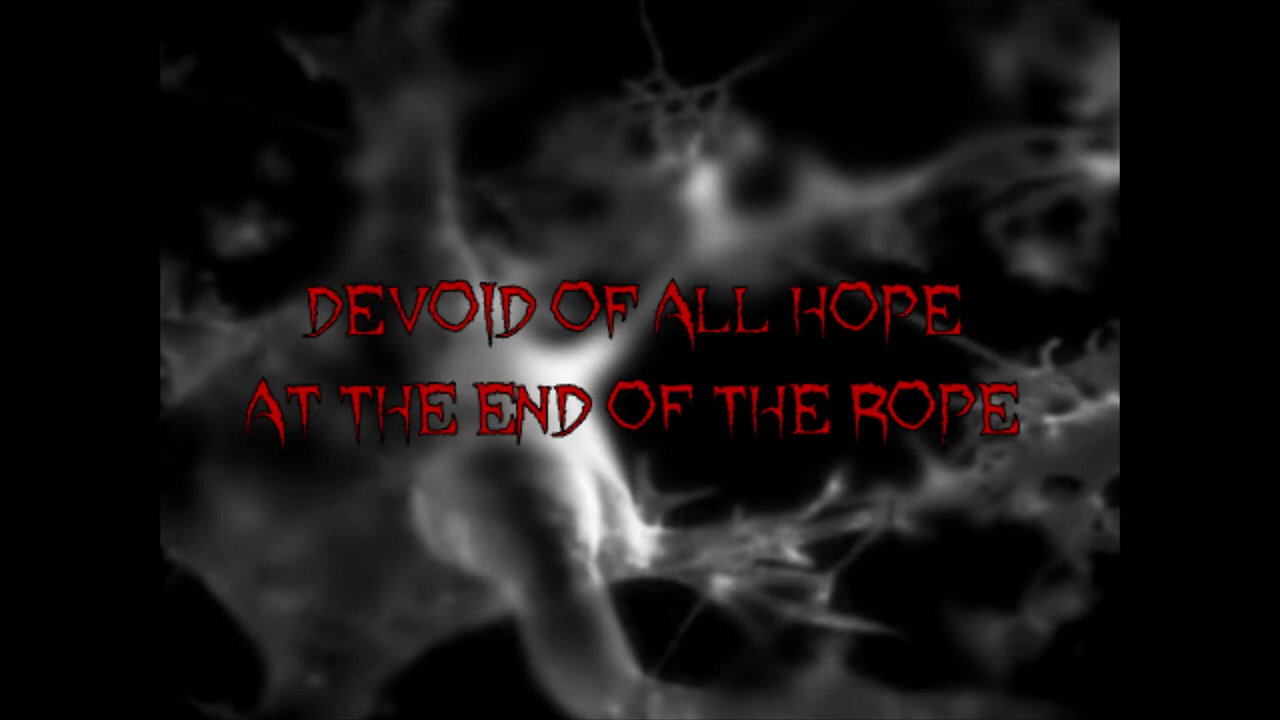 DEVOID OF ALL HOPE
AT THE END OF THE ROPE